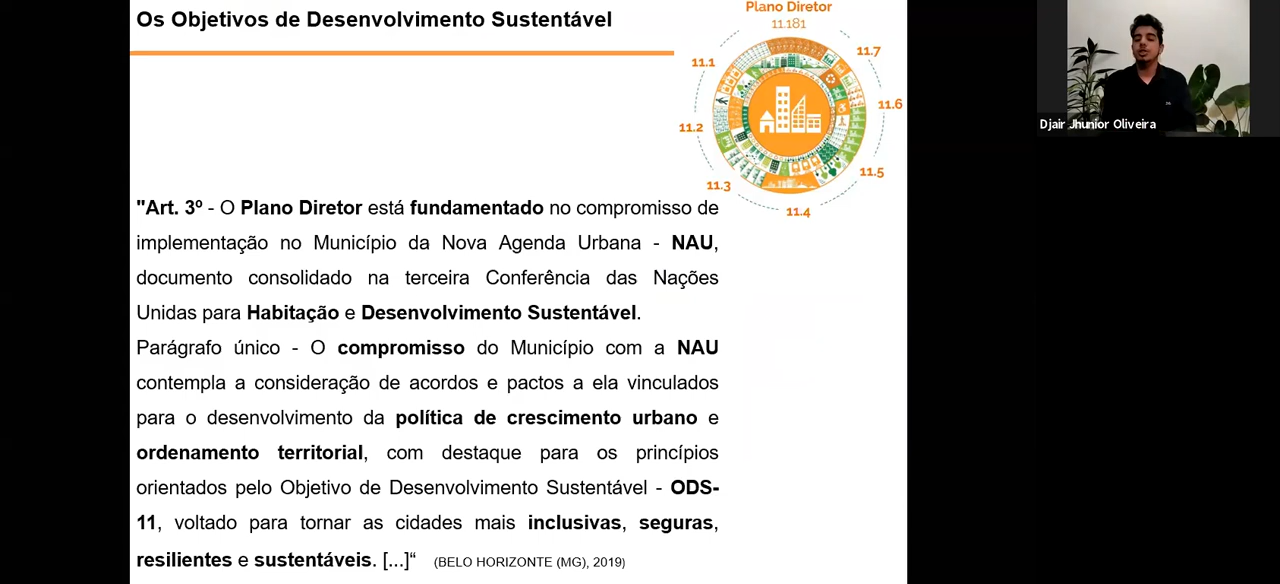 Os Objetivos de Desenvolvimento Sustentável
Plano Diretor
11.181
11.1
11.7
11.6
11.2
11.5
11.3
11.4
Djair Jhunior Oliveira
"Art. 3º - O Plano Diretor está fundamentado no compromisso de
implementação no Município da Nova Agenda Urbana - NAU,
documento consolidado na terceira Conferência das Nações
Unidas para Habitação e Desenvolvimento Sustentável.
Parágrafo único - O compromisso do Município com a NAU
contempla a consideração de acordos e pactos a ela vinculados
para o desenvolvimento da política de crescimento urbano e
ordenamento territorial, com destaque para os princípios
orientados pelo Objetivo de Desenvolvimento Sustentável - ODS-
11, voltado para tornar as cidades mais inclusivas, seguras,
resilientes e sustentáveis. [...]“ (BELO HORIZONTE (MG), 2019)